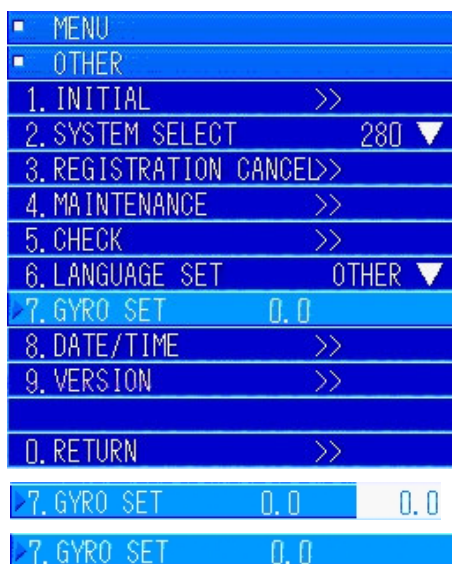 MENU
OTHER
1. INITIAL >>
2. SYSTEM SELECT 280 ▼
3. REGISTRATION CANCEL>>
4. MAINTENANCE >>
5. CHECK >>
6. LANGUAGE SET OTHER ▼
7. GYRO SET 0.0
8. DATE/TIME >>
9. VERSION >>
0. RETURN >>
7. GYRO SET 0.0 0.0
7. GYRO SET 0.0